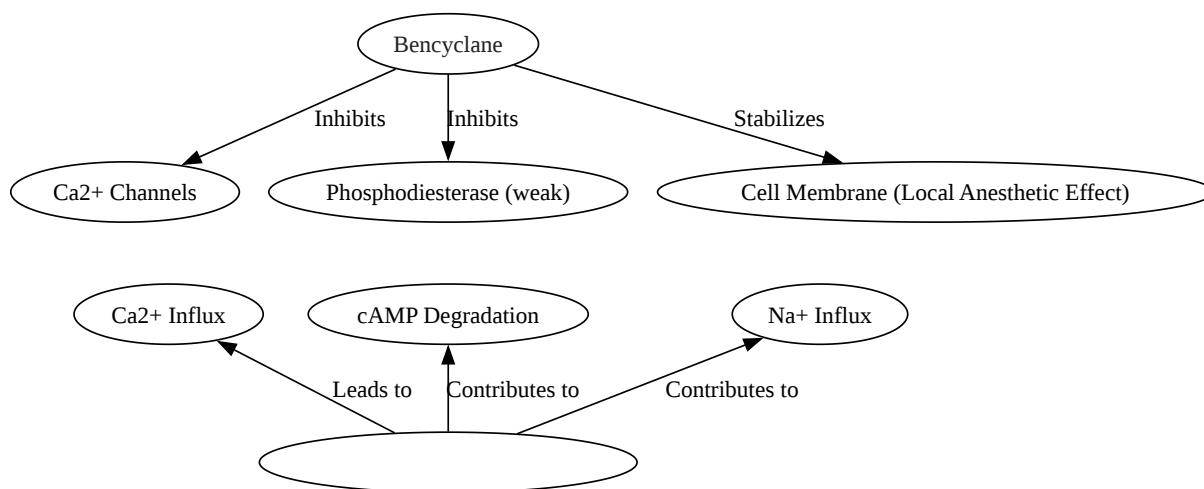 Bencyclane
Inhibits
Inhibits
Stabilizes
Ca2+ Channels
Phosphodiesterase (weak)
Cell Membrane (Local Anesthetic Effect)
Ca2+ Influx
cAMP Degradation
Na+ Influx
Leads to
Contributes to
Contributes to